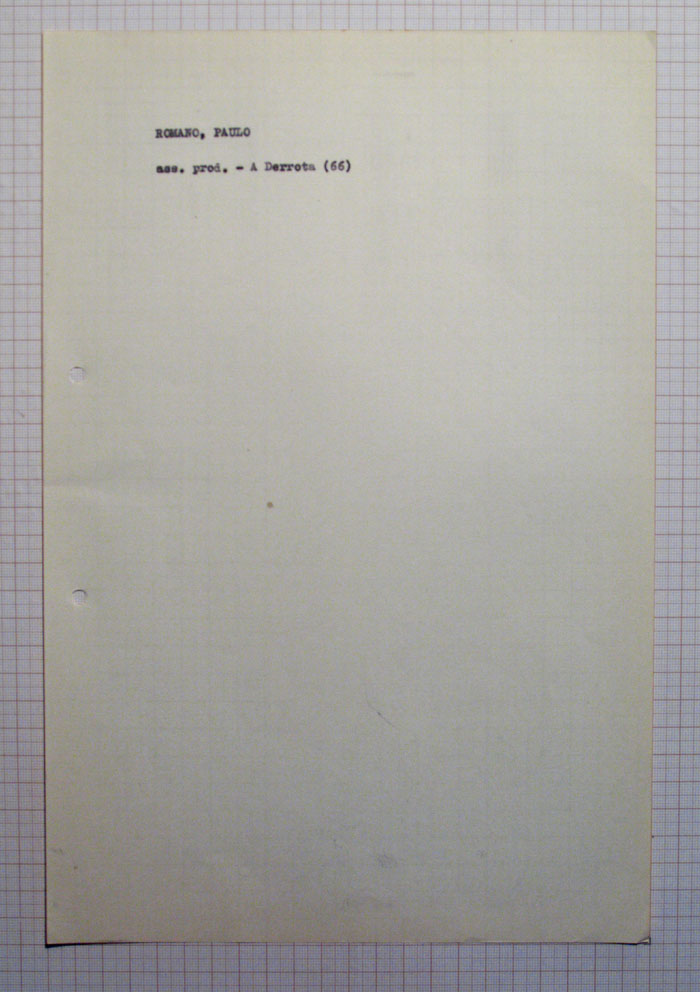 ROMANO, PAULO
ass. prod. - A Derrota (66)